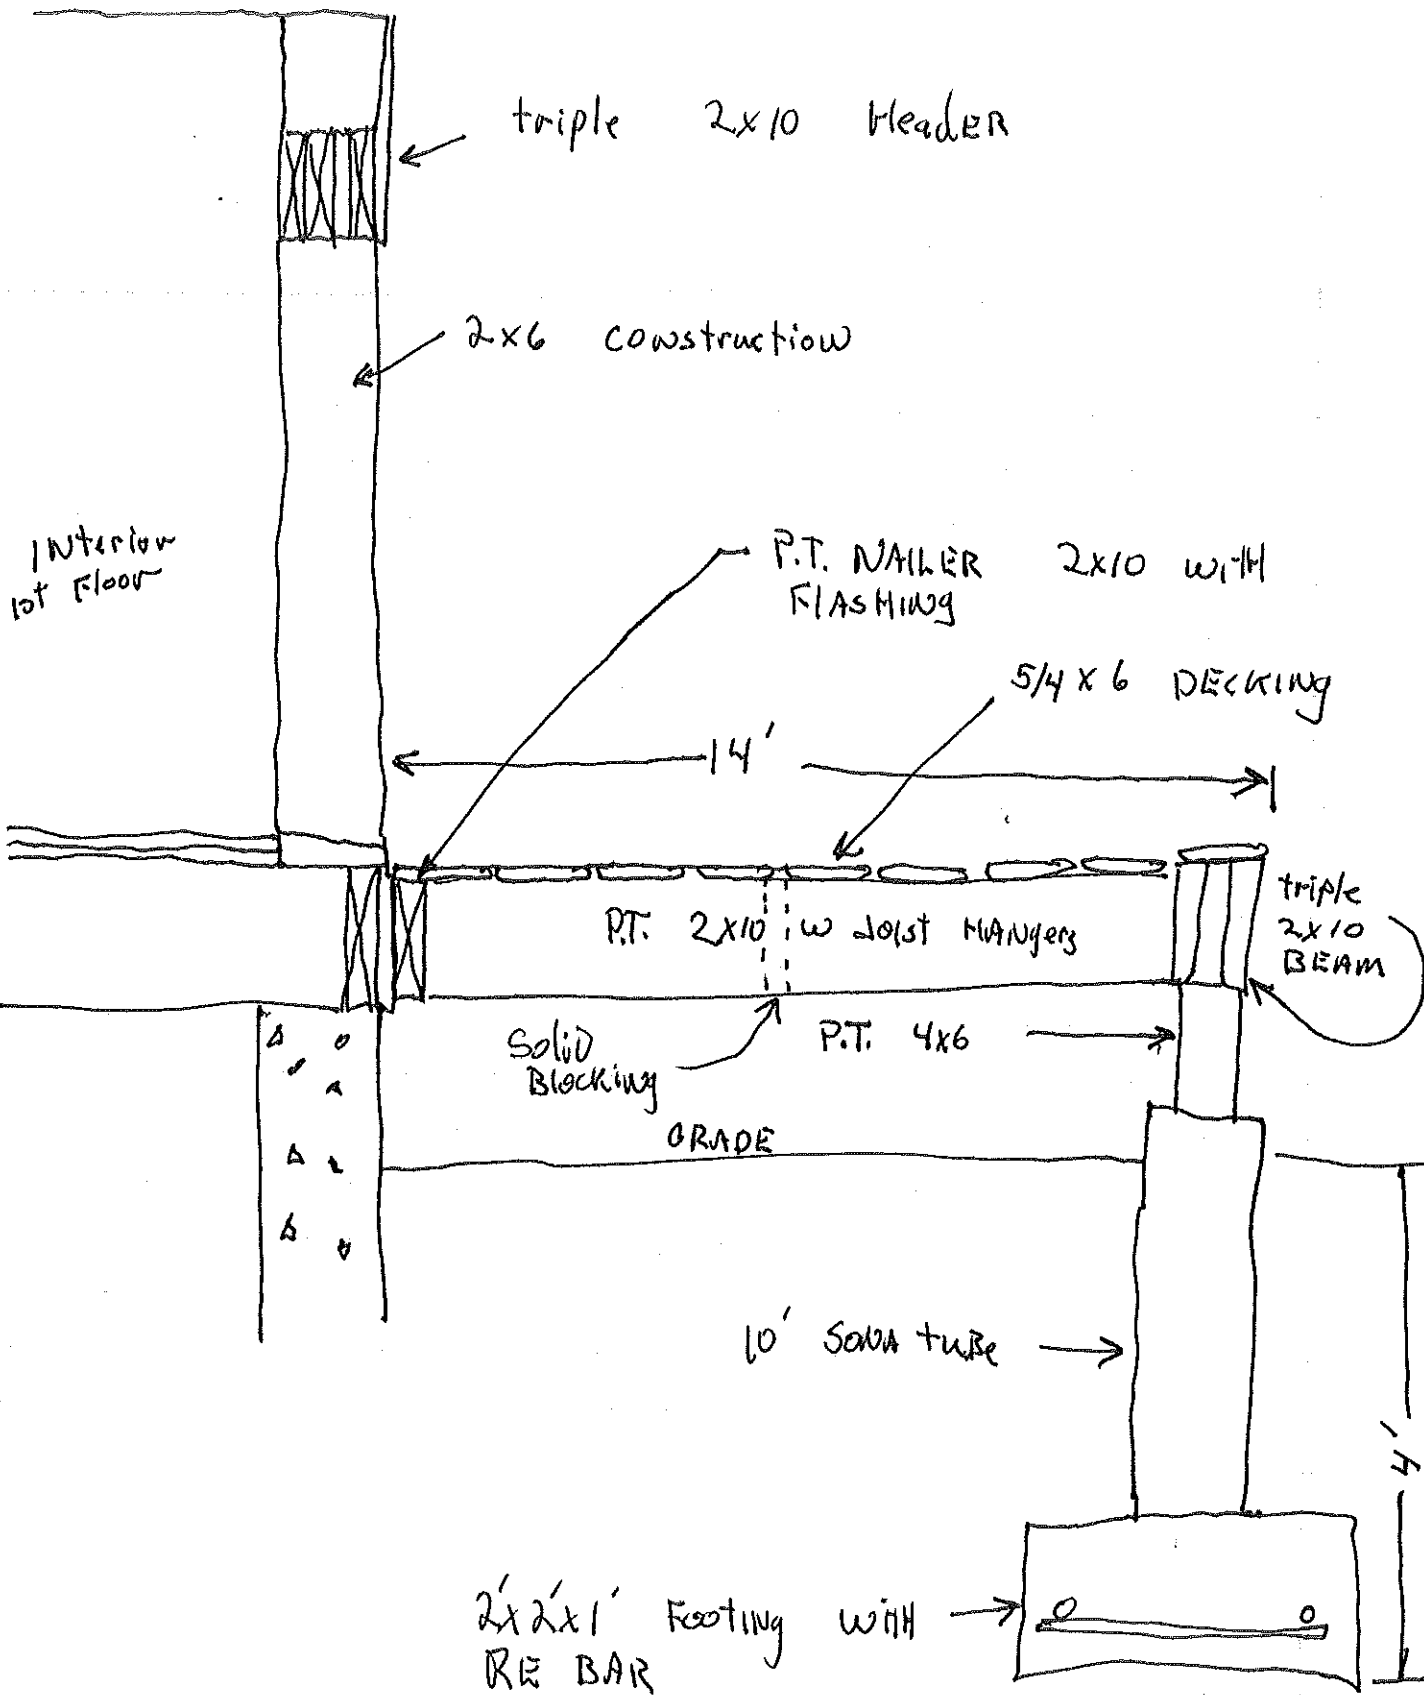 triple 2x10 HeadER
2x6 construction
INterior
1st Floor
P.T. NAILER 2x10 witH
FlASHINg
5/4 x 6 DECKINg
14'
P.T. 2x10 w Joist HANgers
triple
2x10
BEAM
Solid
Blocking
P.T. 4x6
GRADE
10' SONA tUBe
4'
2'x2'x1' Footing witH
RE BAR